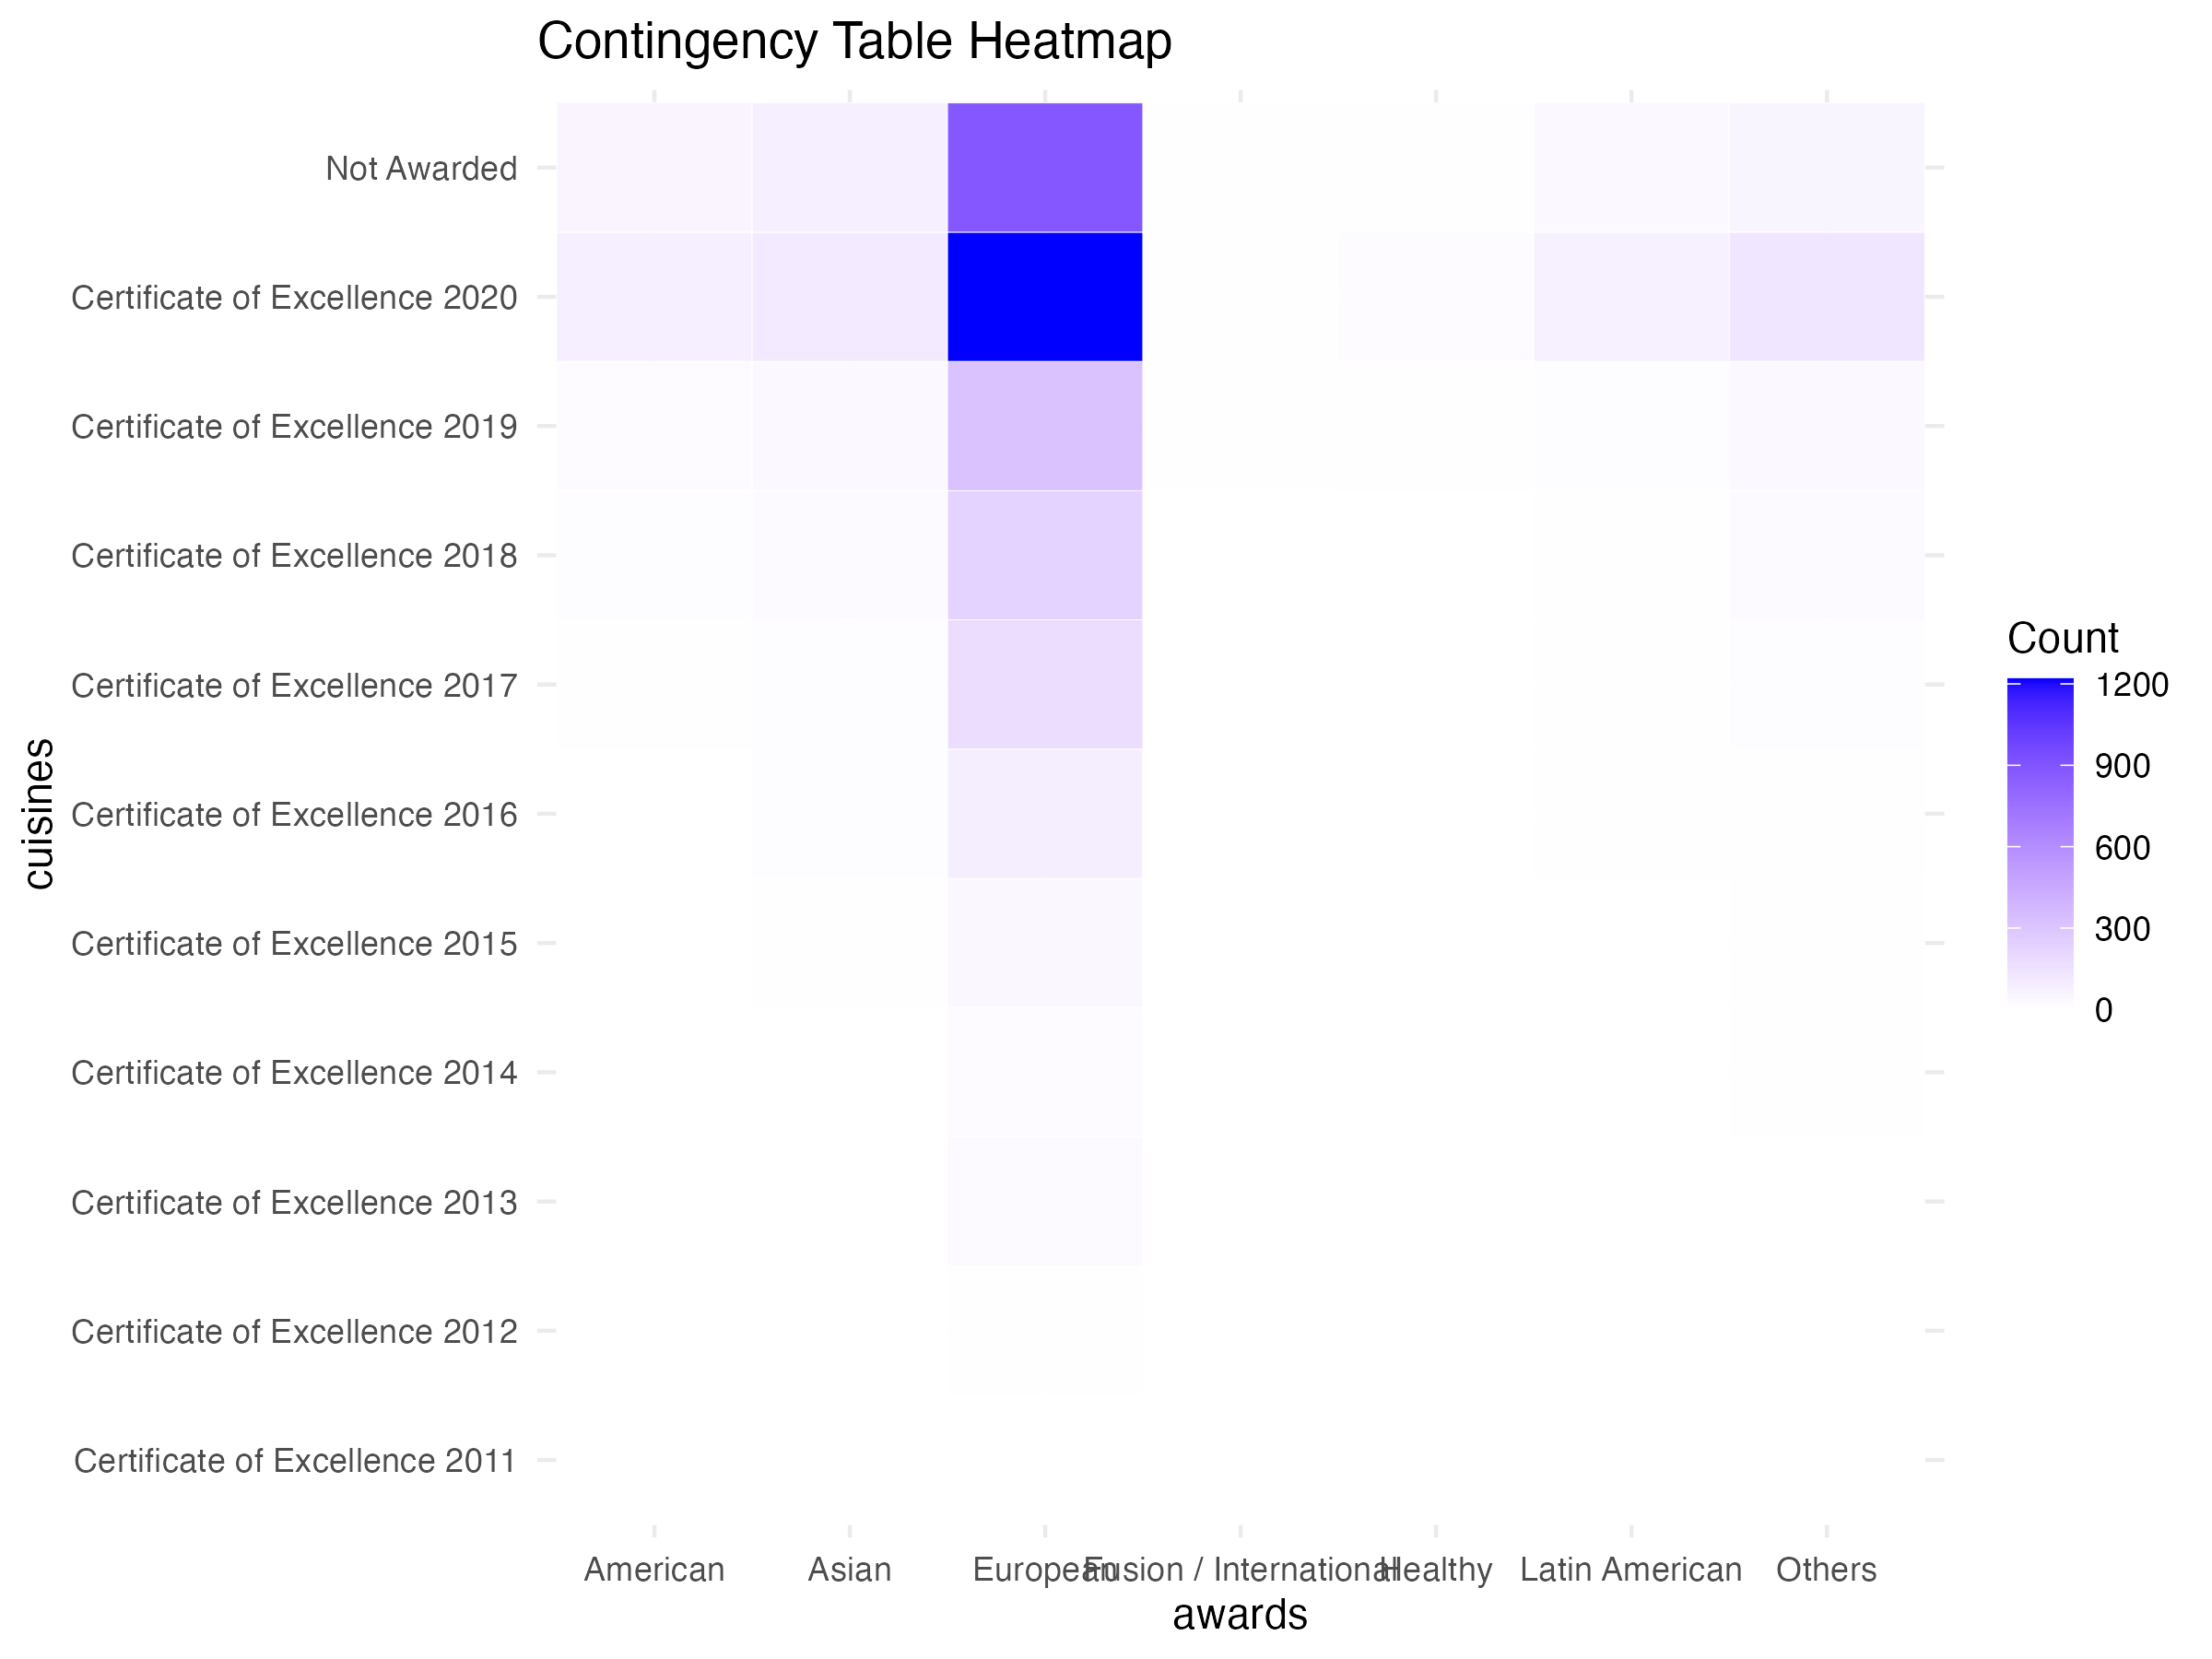 Contingency Table Heatmap
Not Awarded
Certificate of Excellence 2020
Certificate of Excellence 2019
Certificate of Excellence 2018
Certificate of Excellence 2017
Certificate of Excellence 2016
Certificate of Excellence 2015
Certificate of Excellence 2014
Certificate of Excellence 2013
Certificate of Excellence 2012
Certificate of Excellence 2011
cuisines
American
Asian
European
Fusion / International
Healthy
Latin American
Others
awards
Count
1200
900
600
300
0